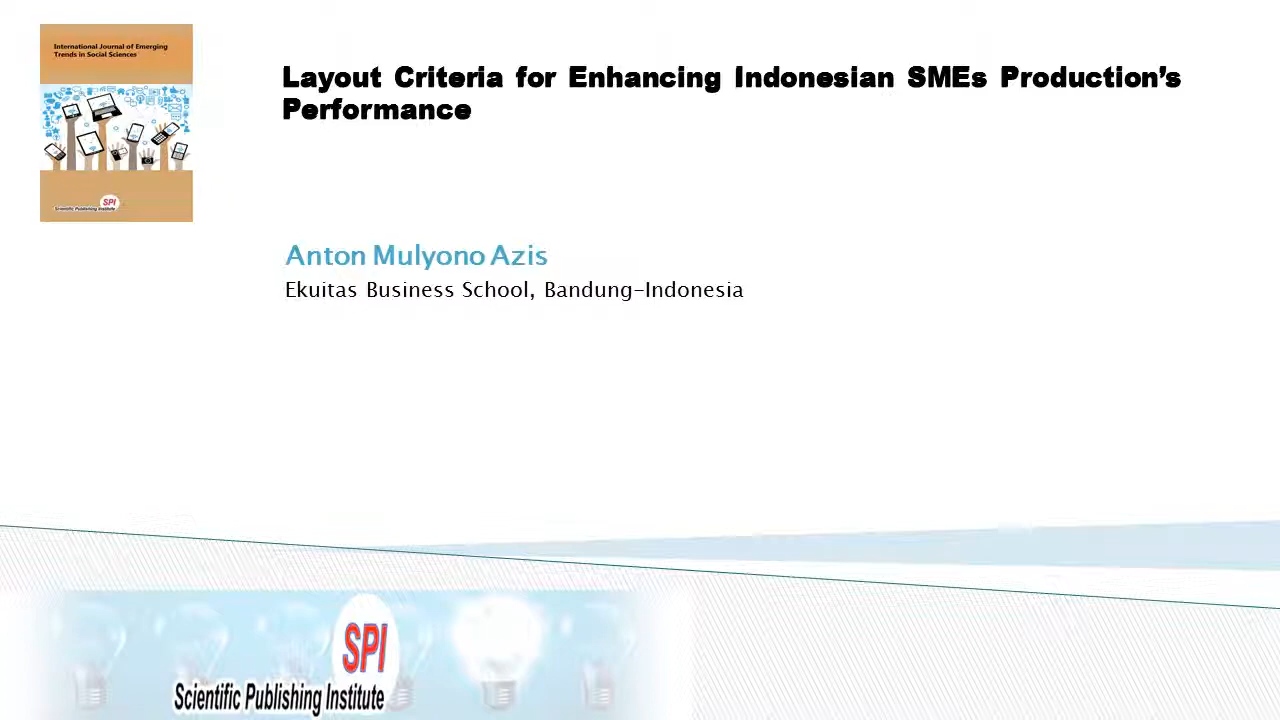 International Journal of Emerging
Trends in Social Sciences
SPI
Scientific Publishing Institute
Layout Criteria for Enhancing Indonesian SMEs Production’s
Performance
Anton Mulyono Azis
Ekuitas Business School, Bandung-Indonesia
SPI
Scientific Publishing Institute